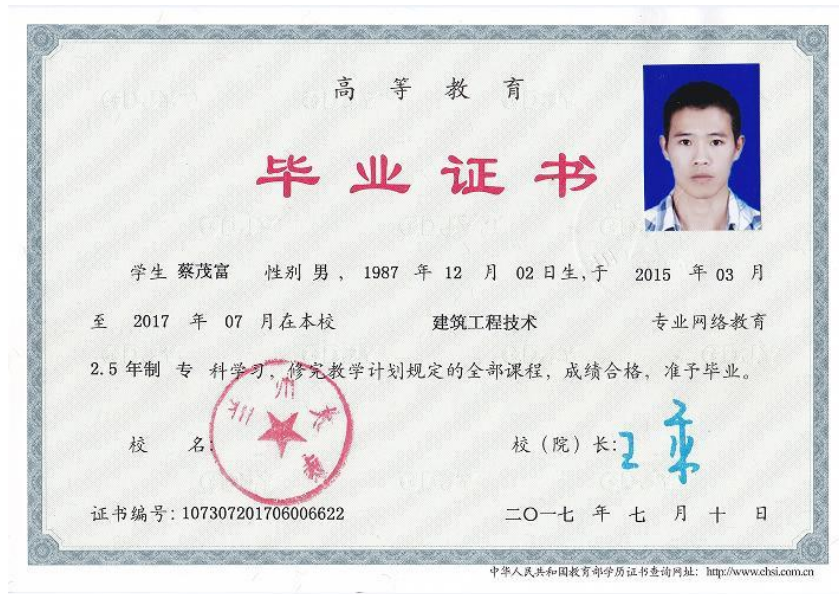 高等教育
毕业证书
学生 蔡茂富 性别 男 ,1987 年 12 月 02 日生,于 2015 年 03 月
至 2017 年 07 月在本校 建筑工程技术 专业网络教育
2.5 年制 专 科学习,修完教学计划规定的全部课程,成绩合格,准予毕业。
校 名: 校(院)长:
证书编号:107307201706006622 二〇一七 年 七 月 十 日
中华人民共和国教育部学历证书查询网址:http://www.chsi.com.cn